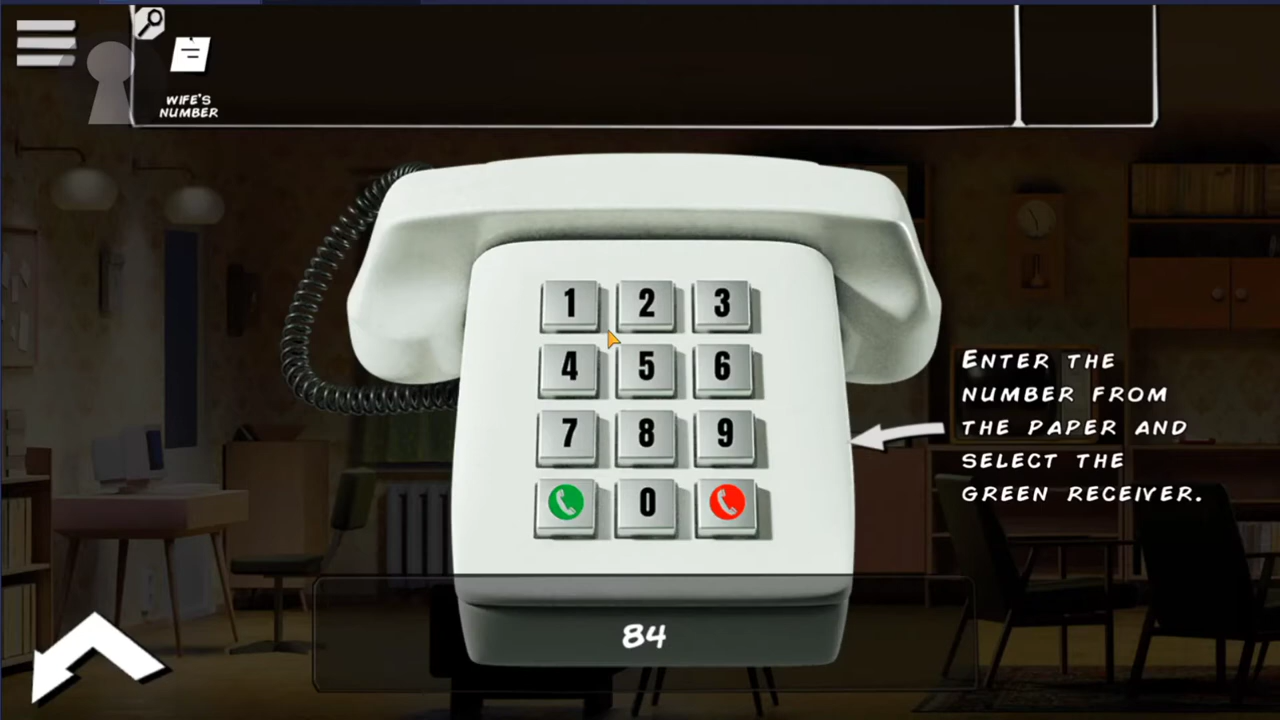 WIFE'S
NUMBER
1 2 3
4 5 6
7 8 9
0
ENTER THE
NUMBER FROM
THE PAPER AND
SELECT THE
GREEN RECEIVER.
84